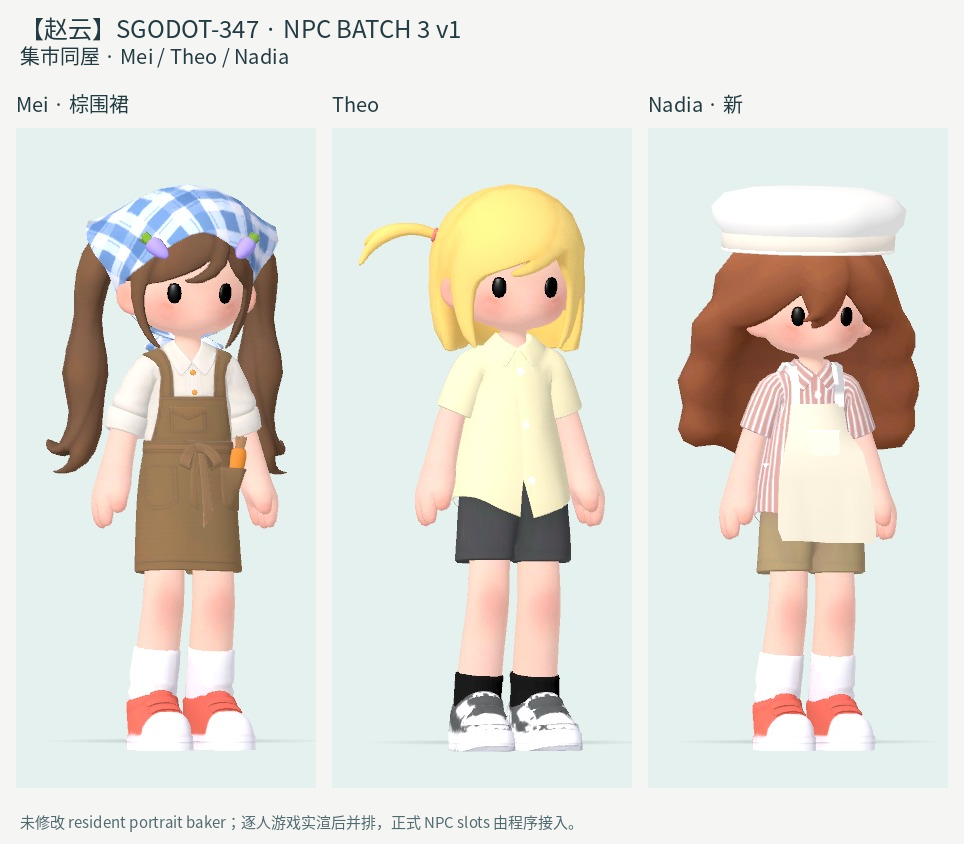 【赵云】SGODOT-347 · NPC BATCH 3 v1
集市同屋 · Mei / Theo / Nadia
Mei · 棕围裙
Theo
Nadia · 新
未修改 resident portrait baker；逐人游戏实渲后并排，正式 NPC slots 由程序接入。